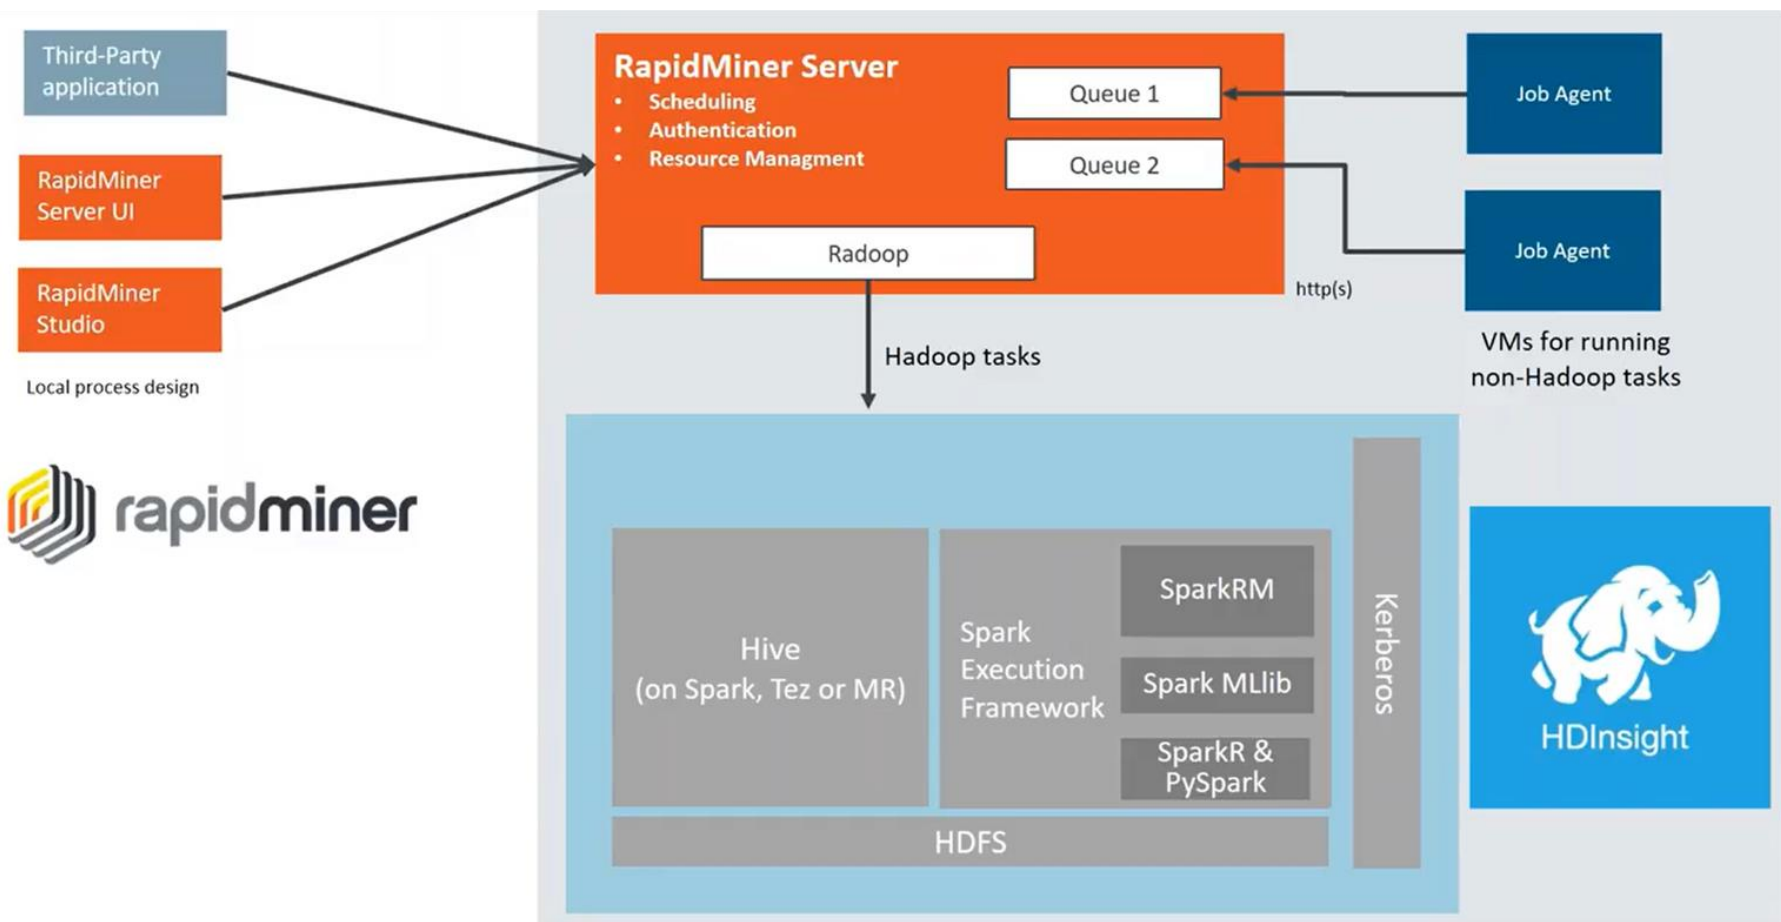 Third-Party
application
RapidMiner
Server UI
RapidMiner
Studio
Local process design
rapidminer
RapidMiner Server
• Scheduling
• Authentication
• Resource Managment
Queue 1
Queue 2
Radoop
http(s)
Job Agent
Job Agent
VMs for running
non-Hadoop tasks
Hadoop tasks
Hive
(on Spark, Tez or MR)
Spark
Execution
Framework
SparkRM
Spark MLlib
SparkR &
PySpark
HDFS
Kerberos
HDInsight